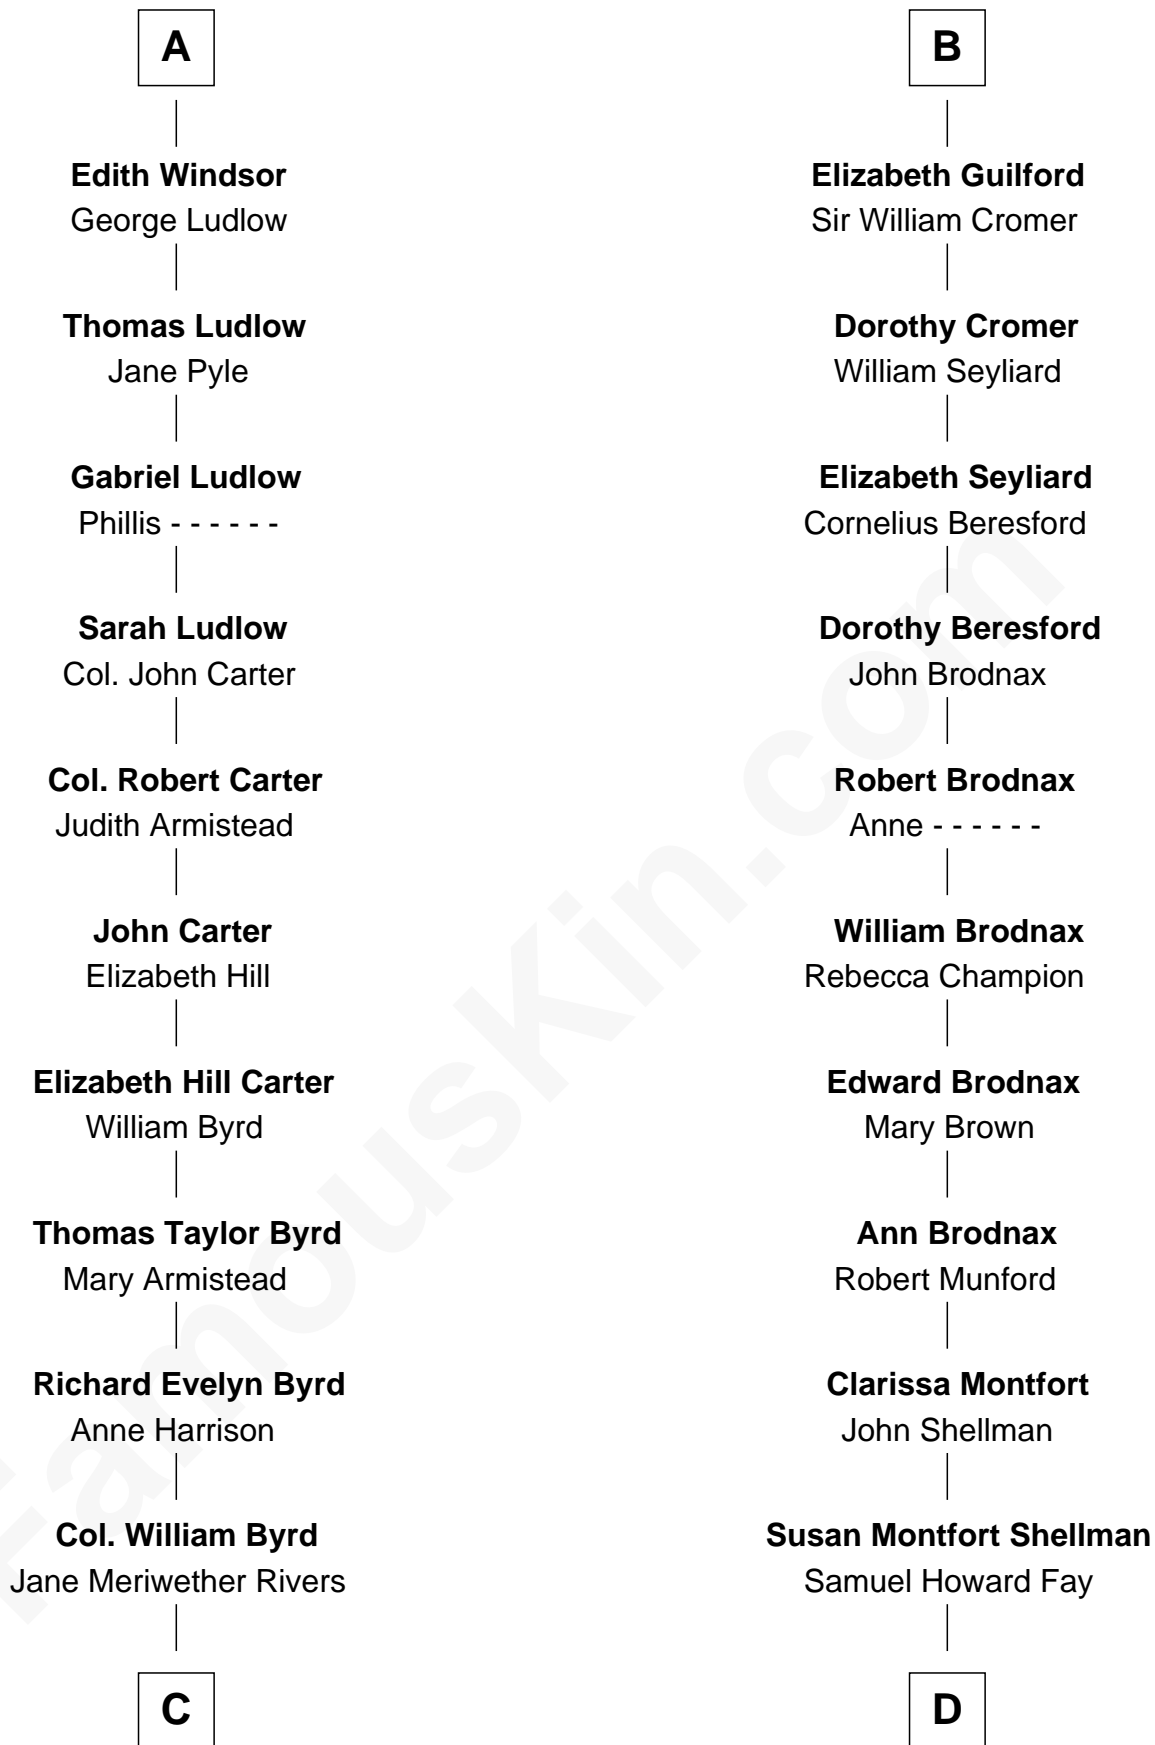 A
Edith Windsor
George Ludlow
Thomas Ludlow
Jane Pyle
Gabriel Ludlow
Phillis - - - - - -
Sarah Ludlow
Col. John Carter
Col. Robert Carter
Judith Armistead
John Carter
Elizabeth Hill
Elizabeth Hill Carter
William Byrd
Thomas Taylor Byrd
Mary Armistead
Richard Evelyn Byrd
Anne Harrison
Col. William Byrd
Jane Meriwether Rivers
C
B
Elizabeth Guilford
Sir William Cromer
Dorothy Cromer
William Seyliard
Elizabeth Seyliard
Cornelius Beresford
Dorothy Beresford
John Brodnax
Robert Brodnax
Anne - - - - - -
William Brodnax
Rebecca Champion
Edward Brodnax
Mary Brown
Ann Brodnax
Robert Munford
Clarissa Montfort
John Shellman
Susan Montfort Shellman
Samuel Howard Fay
D
FamousKin.com